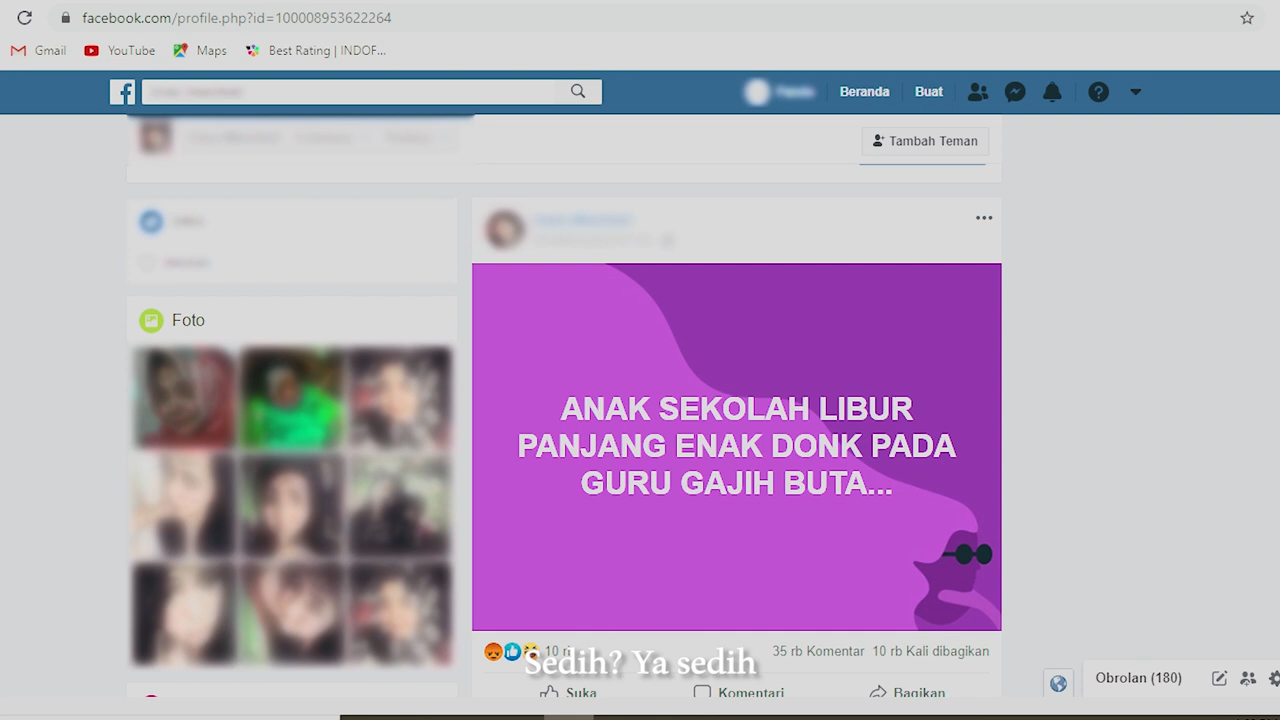 facebook.com/profile.php?id=100008953622264
Gmail YouTube Maps Best Rating | INDOF...
Beranda Buat
Tambah Teman
Foto
ANAK SEKOLAH LIBUR
PANJANG ENAK DONK PADA
GURU GAJIH BUTA...
10 rb 35 rb Komentar 10 rb Kali dibagikan
Sedih? Ya sedih
Suka Komentari Bagikan
Obrolan (180)